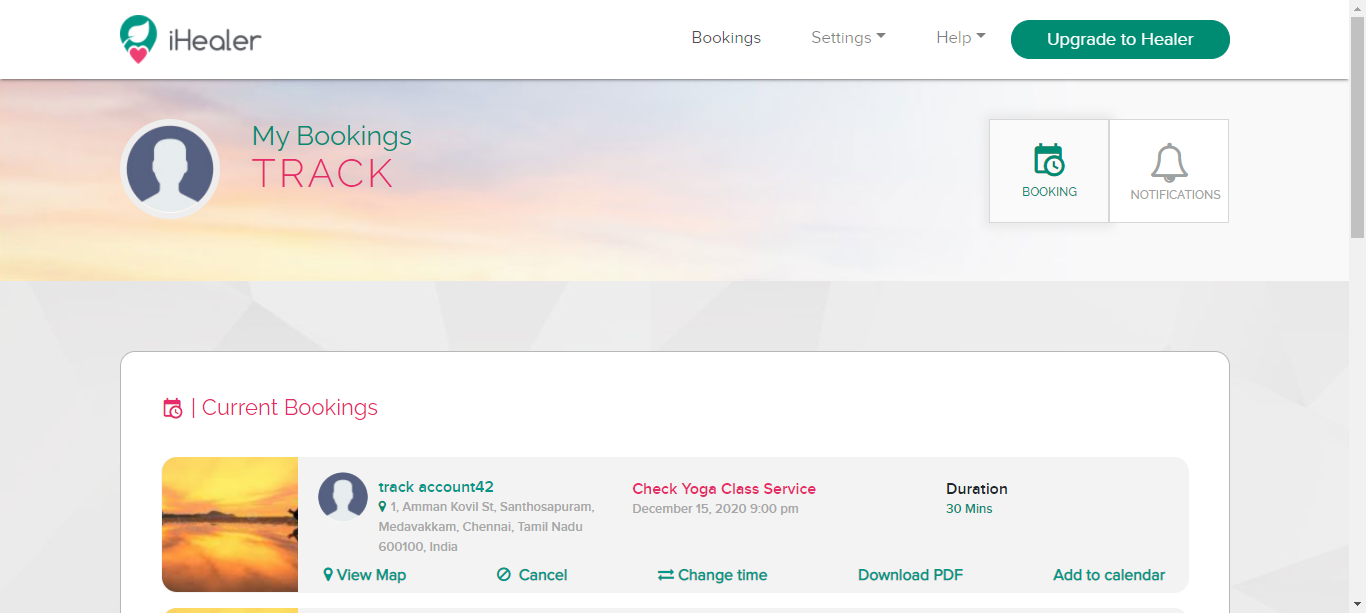 iHealer
Bookings
Settings
Help
Upgrade to Healer
My Bookings
TRACK
BOOKING
NOTIFICATIONS
| Current Bookings
track account42
1, Amman Kovil St, Santhosapuram,
Medavakkam, Chennai, Tamil Nadu
600100, India
Check Yoga Class Service
December 15, 2020 9:00 pm
Duration
30 Mins
View Map
Cancel
Change time
Download PDF
Add to calendar